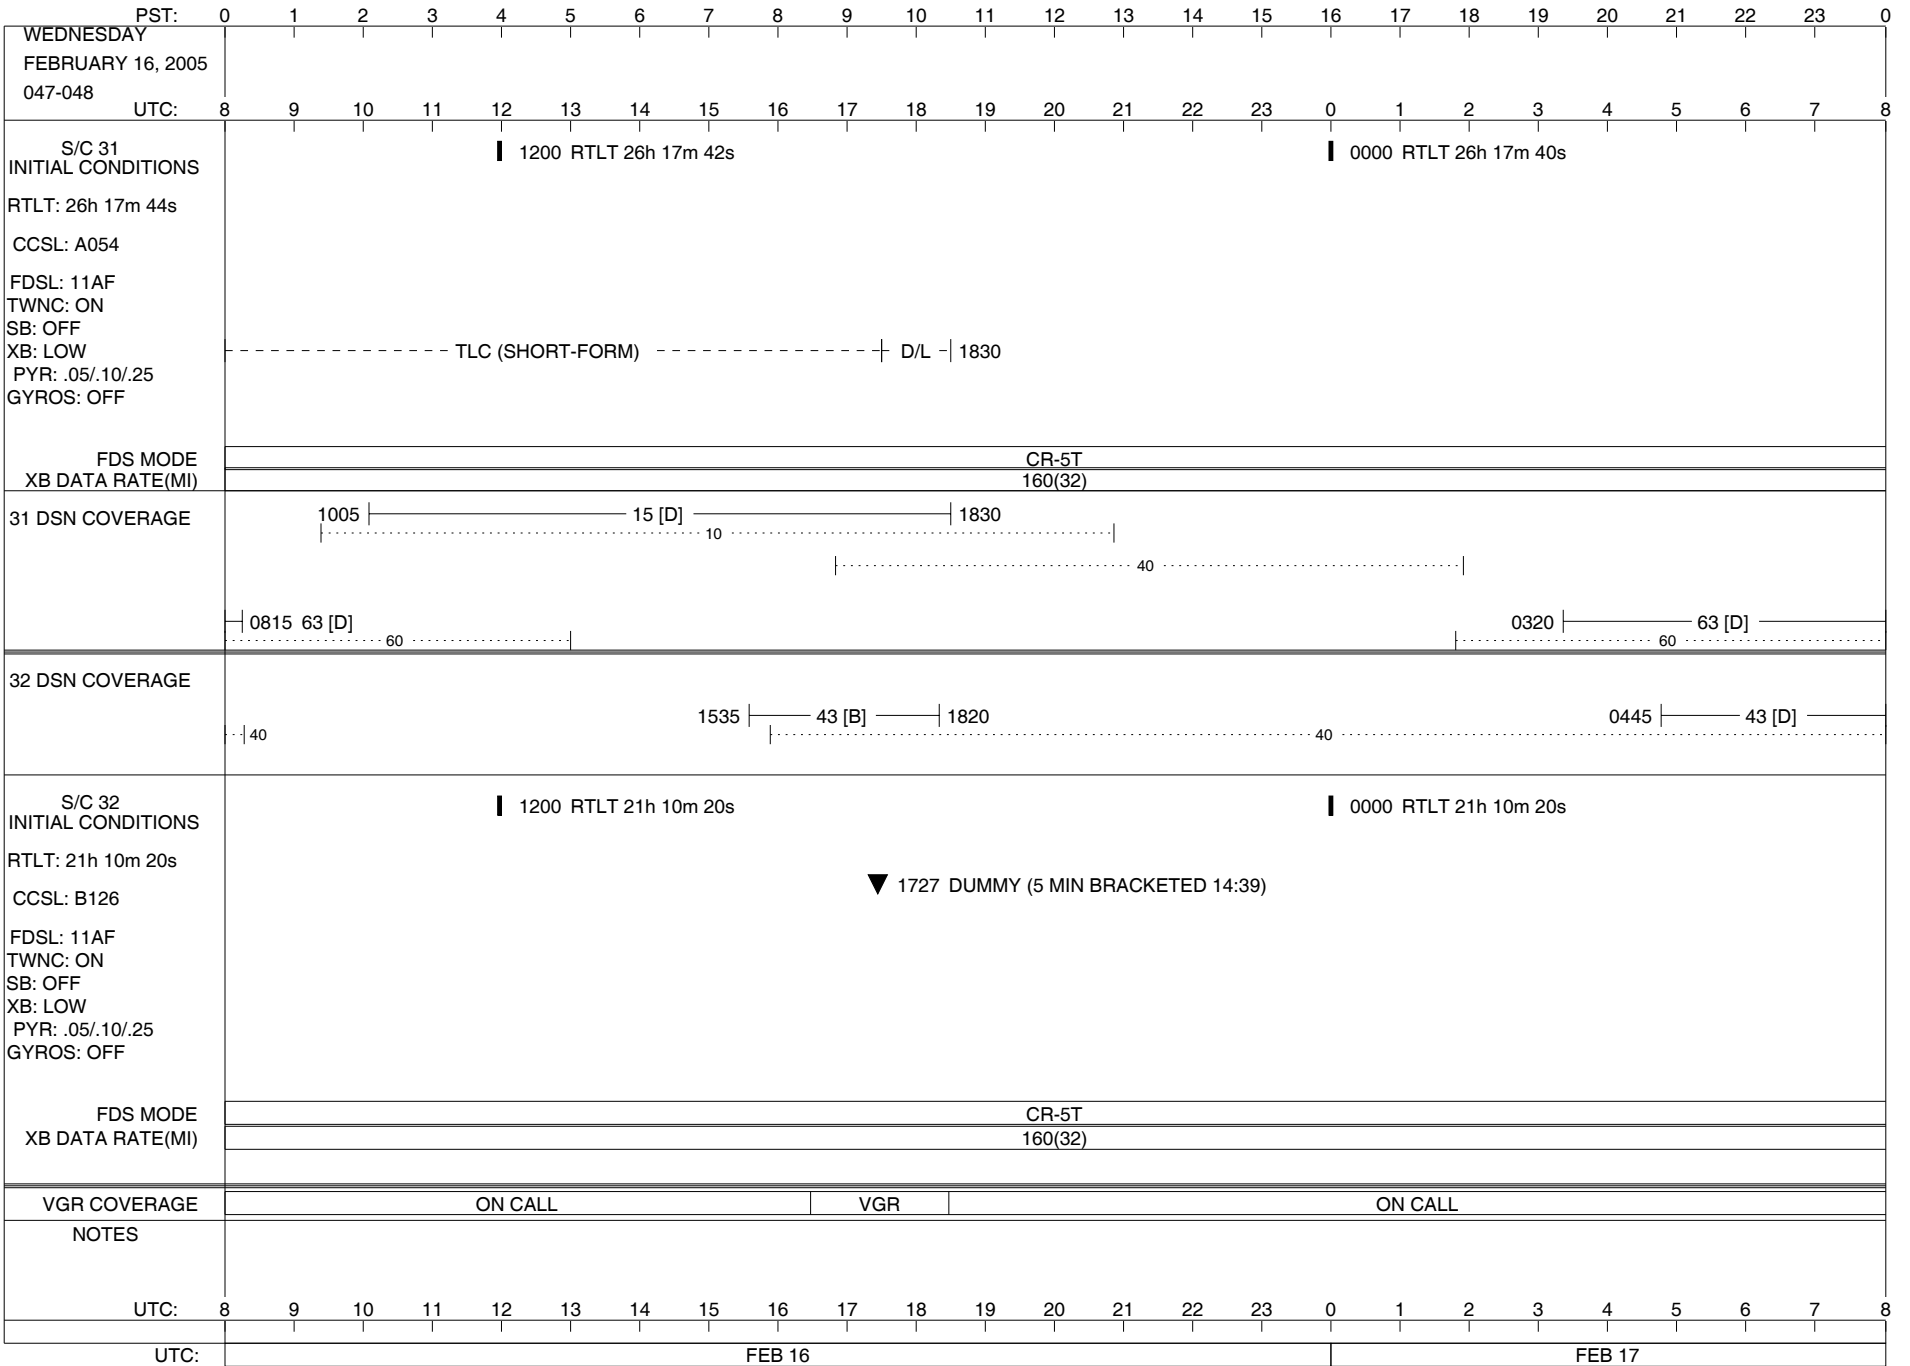 PST: 0 1 2 3 4 5 6 7 8 9 10 11 12 13 14 15 16 17 18 19 20 21 22 23 0
WEDNESDAY
FEBRUARY 16, 2005
047-048
UTC: 8 9 10 11 12 13 14 15 16 17 18 19 20 21 22 23 0 1 2 3 4 5 6 7 8
S/C 31
INITIAL CONDITIONS
1200 RTLT 26h 17m 42s
0000 RTLT 26h 17m 40s
RTLT: 26h 17m 44s
CCSL: A054
FDSL: 11AF
TWNC: ON
SB: OFF
XB: LOW
TLC (SHORT-FORM) D/L 1830
PYR: .05/.10/.25
GYROS: OFF
FDS MODE CR-5T
XB DATA RATE(MI) 160(32)
31 DSN COVERAGE 1005 15 [D] 1830
10
40
0815 63 [D] 0320 63 [D]
60 60
32 DSN COVERAGE
1535 43 [B] 1820 0445 43 [D]
40 40
S/C 32
INITIAL CONDITIONS
1200 RTLT 21h 10m 20s
0000 RTLT 21h 10m 20s
RTLT: 21h 10m 20s
1727 DUMMY (5 MIN BRACKETED 14:39)
CCSL: B126
FDSL: 11AF
TWNC: ON
SB: OFF
XB: LOW
PYR: .05/.10/.25
GYROS: OFF
FDS MODE CR-5T
XB DATA RATE(MI) 160(32)
VGR COVERAGE ON CALL VGR ON CALL
NOTES
UTC: 8 9 10 11 12 13 14 15 16 17 18 19 20 21 22 23 0 1 2 3 4 5 6 7 8
UTC: FEB 16 FEB 17